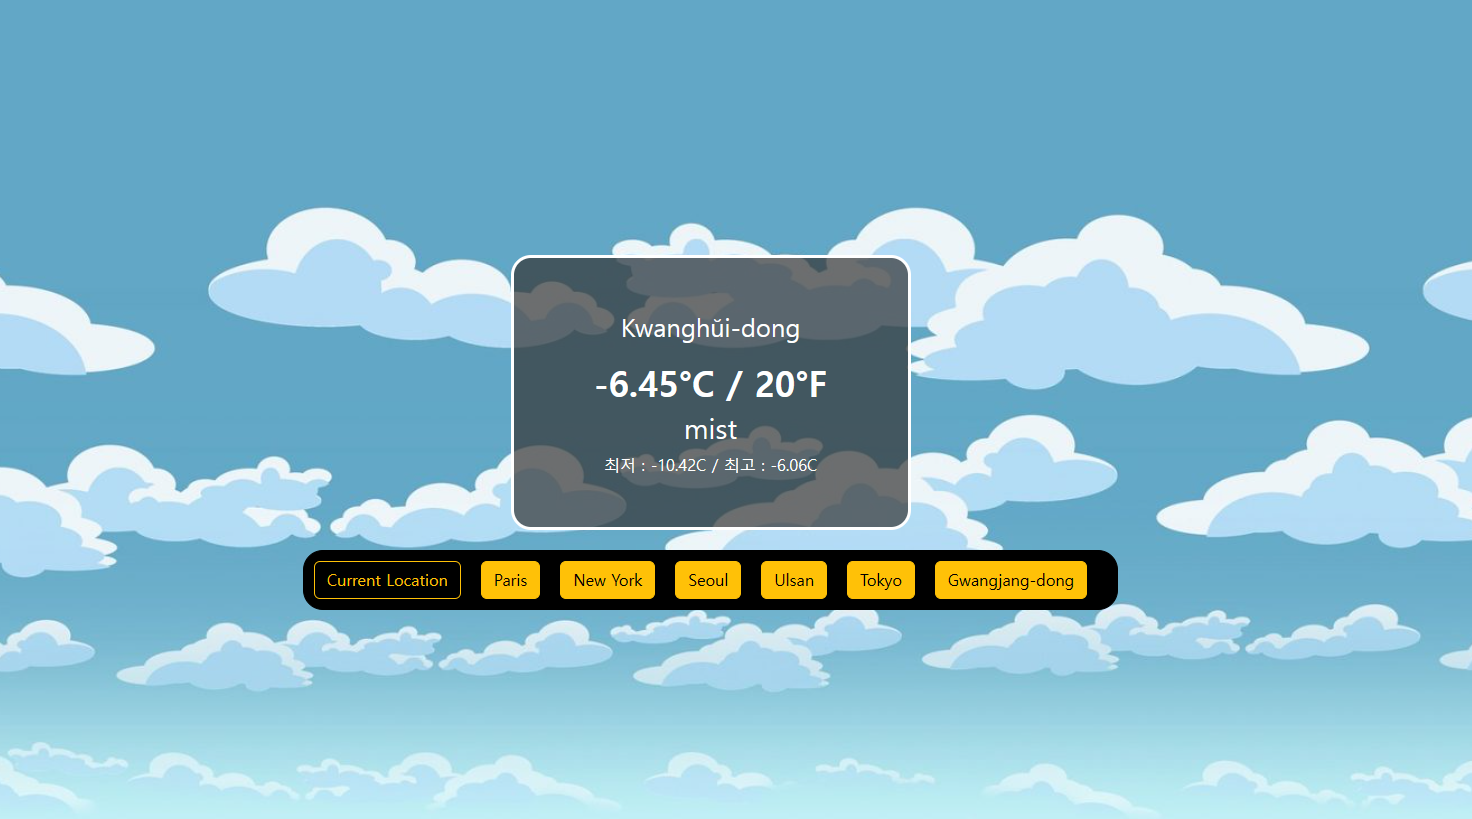 Kwanghŭi-dong
-6.45°C / 20°F
mist
최저 : -10.42C / 최고 : -6.06C
Current Location Paris New York Seoul Ulsan Tokyo Gwangjang-dong